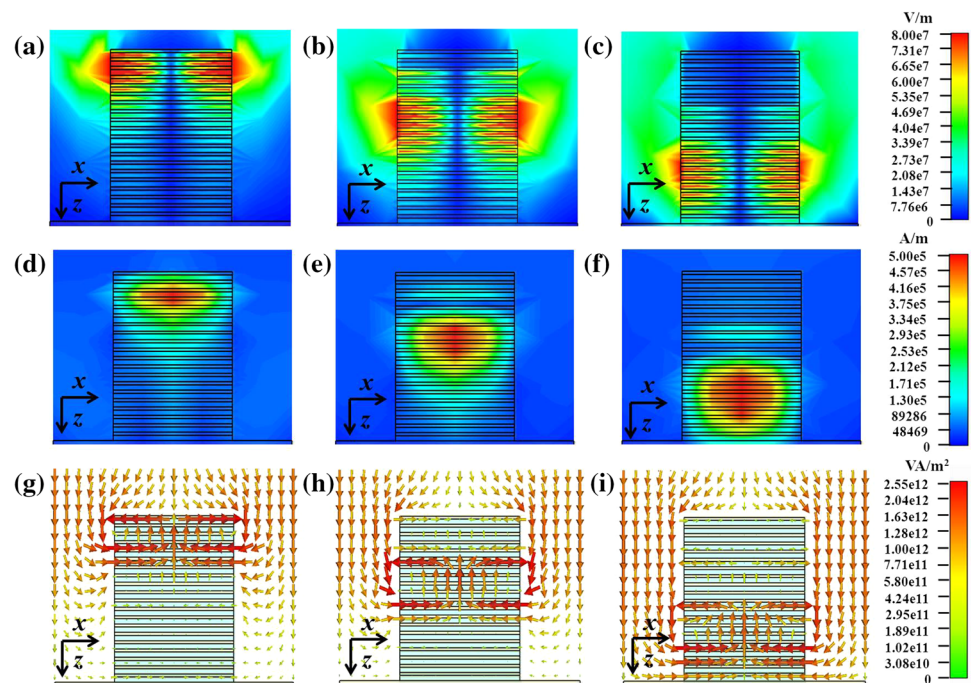 V/m
(a)
(b)
(c)
8.00e7
7.31e7
6.65e7
6.00e7
5.35e7
4.69e7
4.04e7
3.39e7
2.73e7
2.08e7
1.43e7
7.76e6
0
x
z
x
z
x
z
A/m
(d)
(e)
(f)
5.00e5
4.57e5
4.16e5
3.75e5
3.34e5
2.93e5
2.53e5
2.12e5
1.71e5
1.30e5
89286
48469
0
x
z
x
z
x
z
VA/m²
(g)
(h)
(i)
2.55e12
2.04e12
1.63e12
1.28e12
1.00e12
7.71e11
5.80e11
4.24e11
2.95e11
1.89e11
1.02e11
3.08e10
0
x
z
x
z
x
z